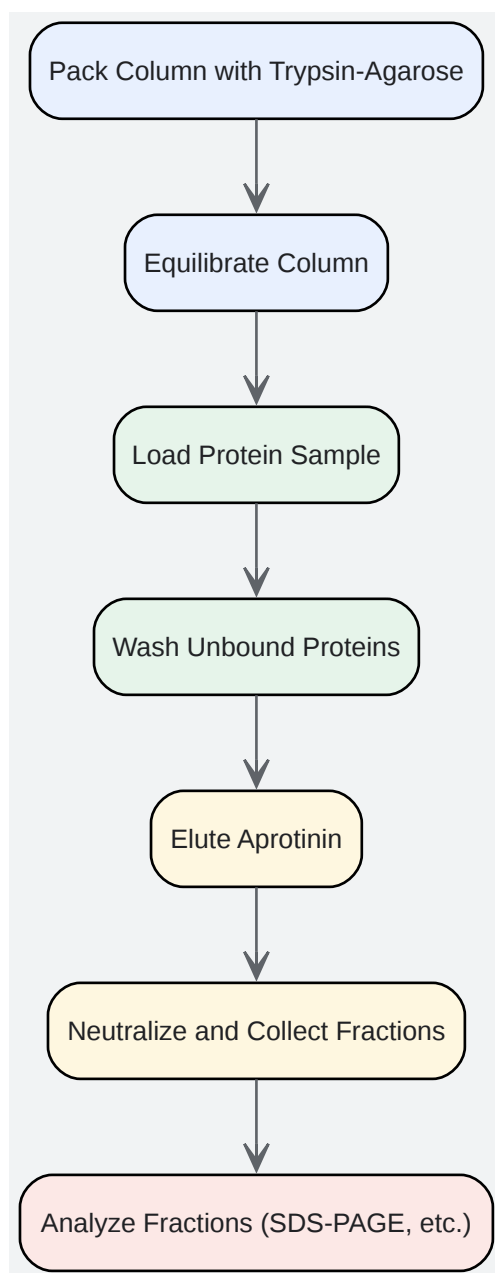 Pack Column with Trypsin-Agarose
Equilibrate Column
Load Protein Sample
Wash Unbound Proteins
Elute Aprotinin
Neutralize and Collect Fractions
Analyze Fractions (SDS-PAGE, etc.)